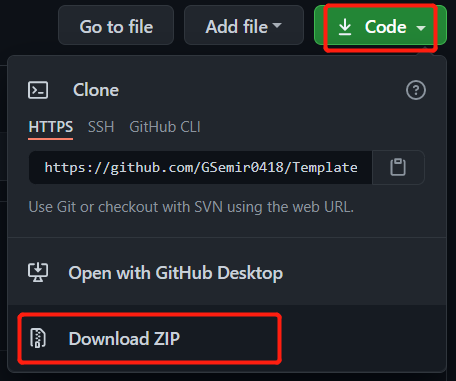 Go to file Add file Code
Clone
HTTPS SSH GitHub CLI
https://github.com/GSemir0418/Template
Use Git or checkout with SVN using the web URL.
Open with GitHub Desktop
Download ZIP